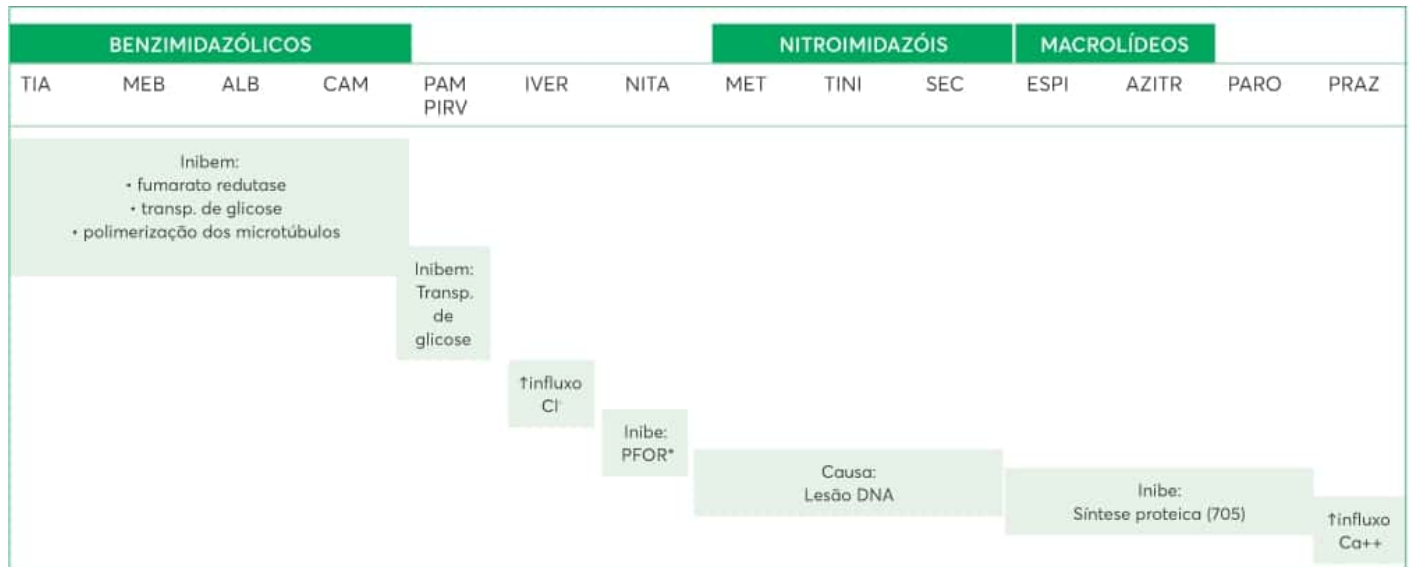 BENZIMIDAZÓLICOS NITROIMIDAZÓIS MACROLÍDEOS
TIA MEB ALB CAM PAM IVER NITA MET TINI SEC ESPI AZITR PARO PRAZ
PIRV
Inibem:
• fumarato redutase
• transp. de glicose
• polimerização dos microtúbulos
Inibem:
Transp.
de
glicose
↑influxo
Cl⁻
Inibe:
PFOR*
Causa:
Lesão DNA
Inibe:
Síntese proteica (705)
↑influxo
Ca++